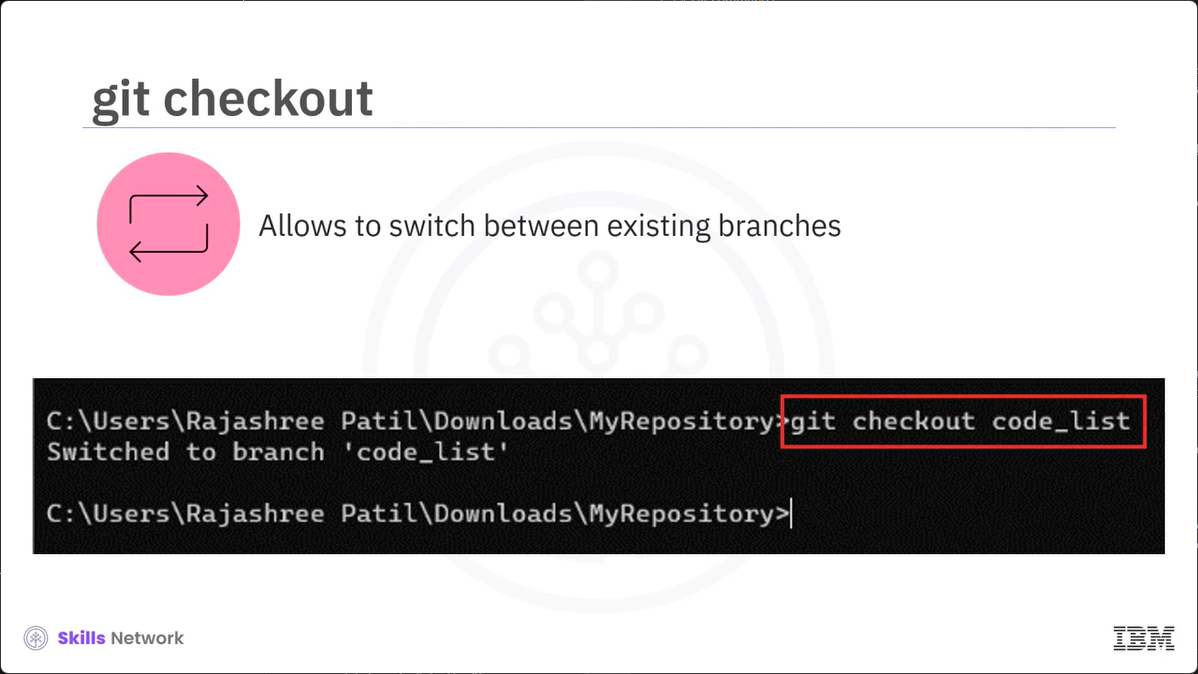 git checkout
Allows to switch between existing branches
C:\Users\Rajashree Patil\Downloads\MyRepository>git checkout code_list
Switched to branch 'code_list'
C:\Users\Rajashree Patil\Downloads\MyRepository>
Skills Network
IBM